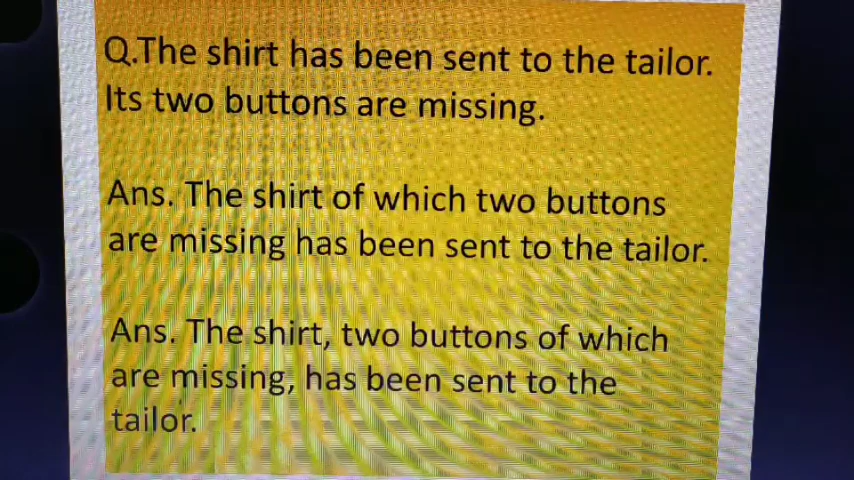 Q.The shirt has been sent to the tailor.
Its two buttons are missing.
Ans. The shirt of which two buttons
are missing has been sent to the tailor.
Ans. The shirt, two buttons of which
are missing, has been sent to the
tailor.